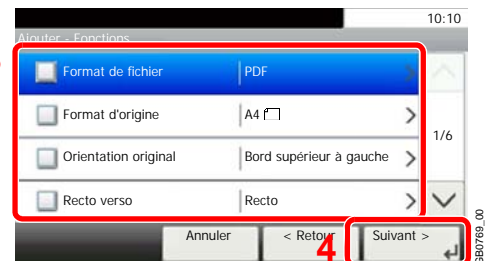 10:10
Ajouter - Fonctions
Format de fichier PDF
Format d'origine A4
1/6
Orientation original Bord supérieur à gauche
Recto verso Recto
Annuler < Retour Suivant >
4
GB0769_00